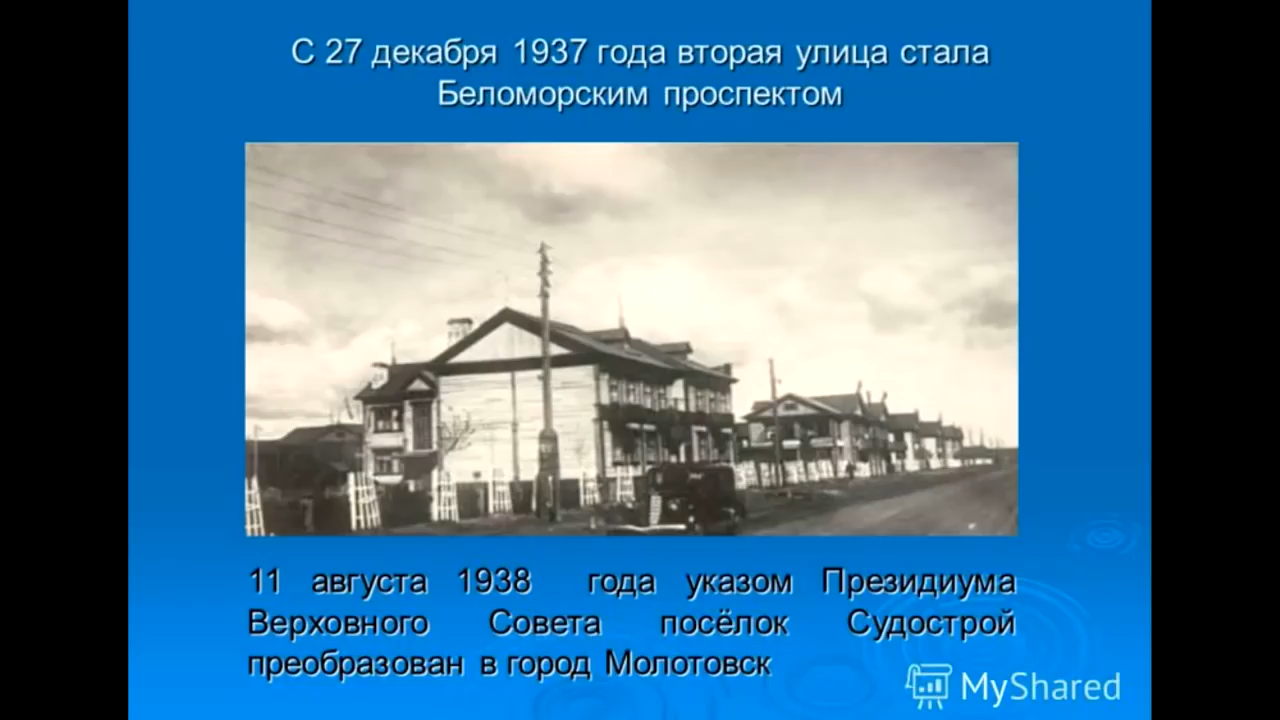 С 27 декабря 1937 года вторая улица стала
Беломорским проспектом
11 августа 1938 года указом Президиума
Верховного Совета посёлок Судострой
преобразован в город Молотовск
MyShared